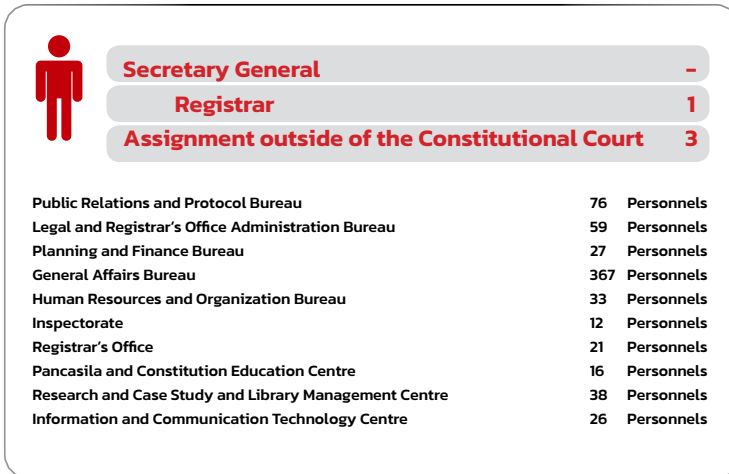 Secretary General -
Registrar 1
Assignment outside of the Constitutional Court 3
Public Relations and Protocol Bureau 76 Personnels
Legal and Registrar's Office Administration Bureau 59 Personnels
Planning and Finance Bureau 27 Personnels
General Affairs Bureau 367 Personnels
Human Resources and Organization Bureau 33 Personnels
Inspectorate 12 Personnels
Registrar's Office 21 Personnels
Pancasila and Constitution Education Centre 16 Personnels
Research and Case Study and Library Management Centre 38 Personnels
Information and Communication Technology Centre 26 Personnels